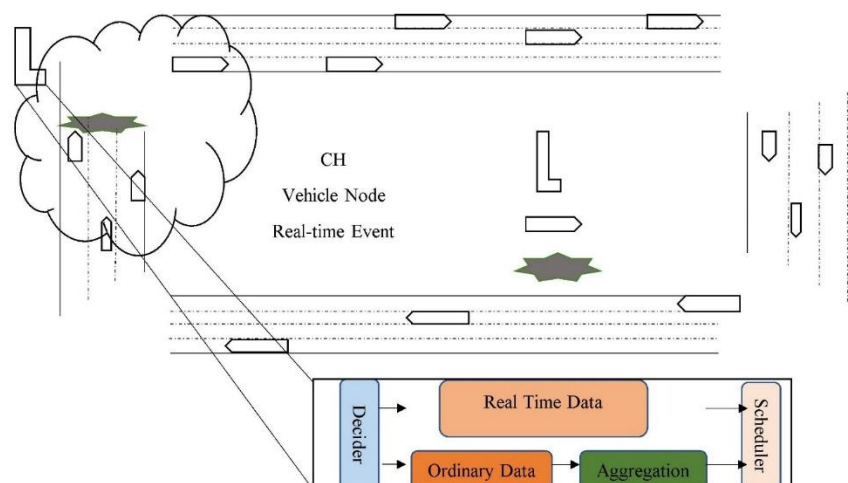 CH
Vehicle Node
Real-time Event
Decider
Real Time Data
Scheduler
Ordinary Data
Aggregation